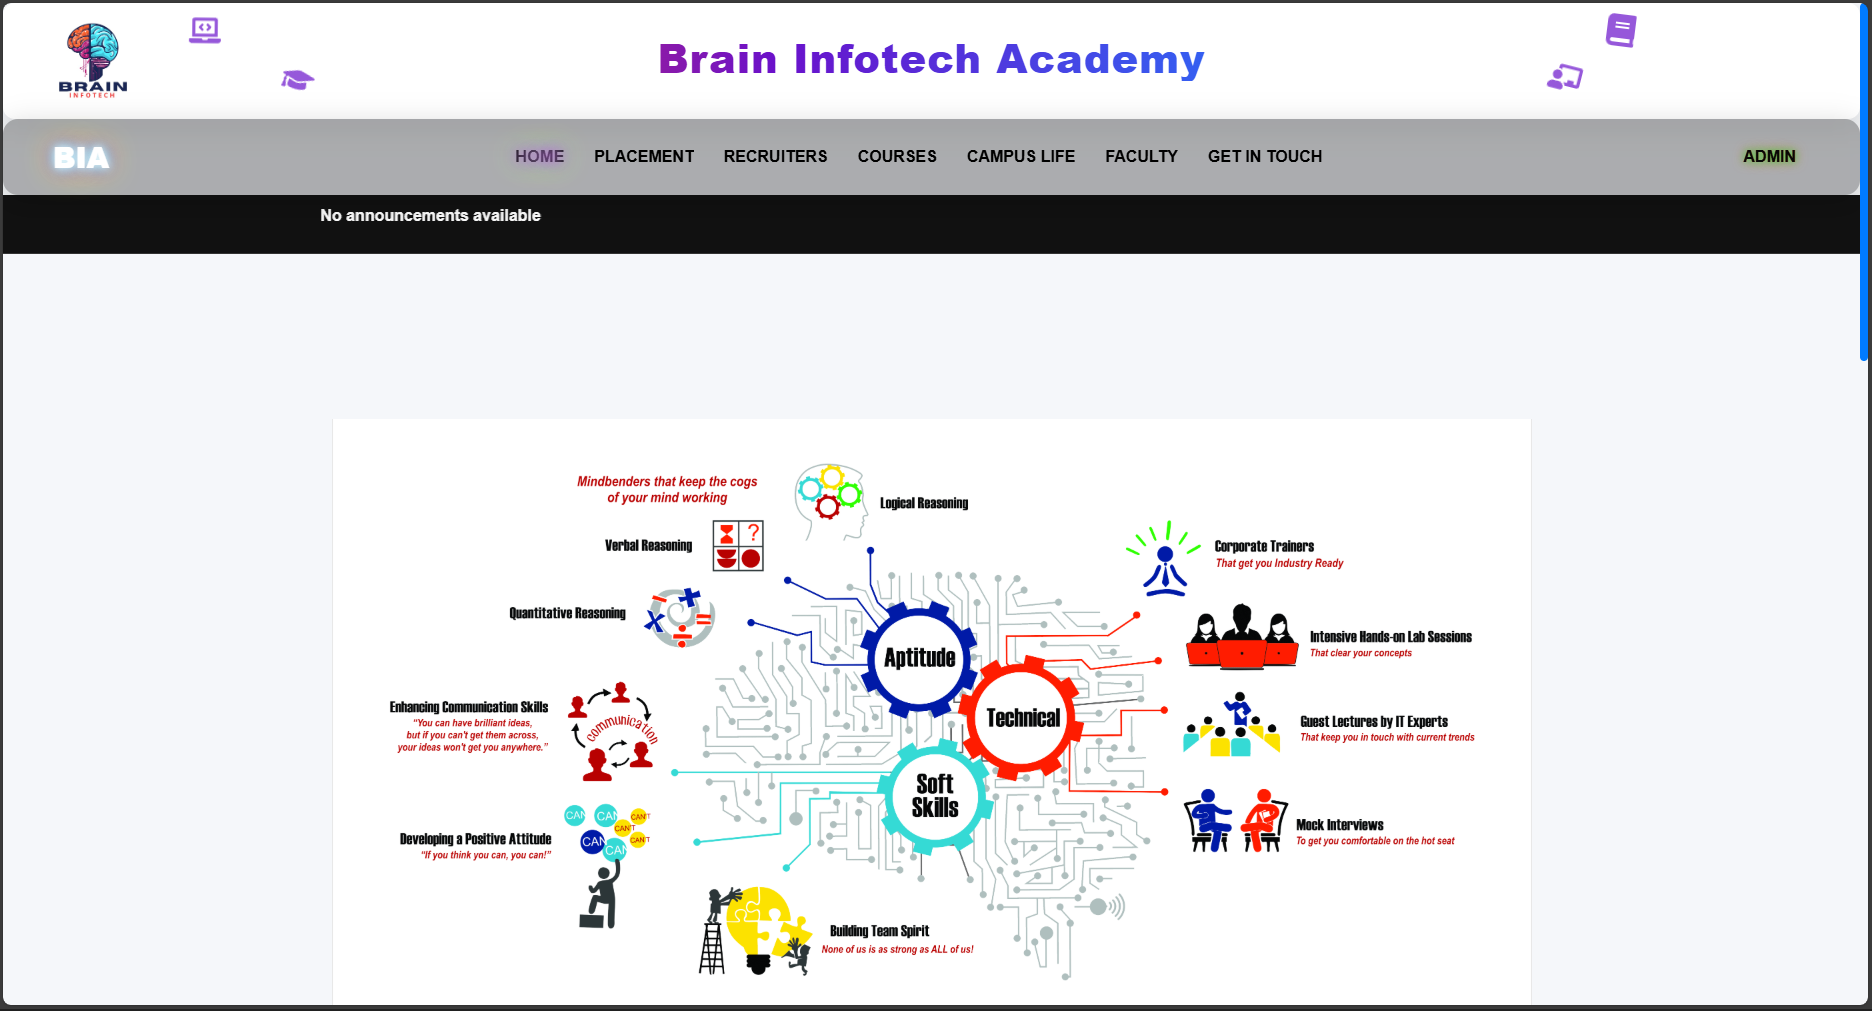 BRAIN
INFOTECH
Brain Infotech Academy
BIA
HOME PLACEMENT RECRUITERS COURSES CAMPUS LIFE FACULTY GET IN TOUCH
ADMIN
No announcements available
Mindbenders that keep the cogs
of your mind working
Logical Reasoning
Verbal Reasoning
?
Quantitative Reasoning
Corporate Trainers
That get you Industry Ready
Intensive Hands-on Lab Sessions
That clear your concepts
Aptitude
Technical
Soft
Skills
Enhancing Communication Skills
"You can have brilliant ideas,
but if you can't get them across,
your ideas won't get you anywhere."
communication
Guest Lectures by IT Experts
That keep you in touch with current trends
Developing a Positive Attitude
"If you think you can, you can!"
CAN CAN CAN'T
CAN'T
CAN CAN'T
CAN
Mock Interviews
To get you comfortable on the hot seat
Building Team Spirit
None of us is as strong as ALL of us!